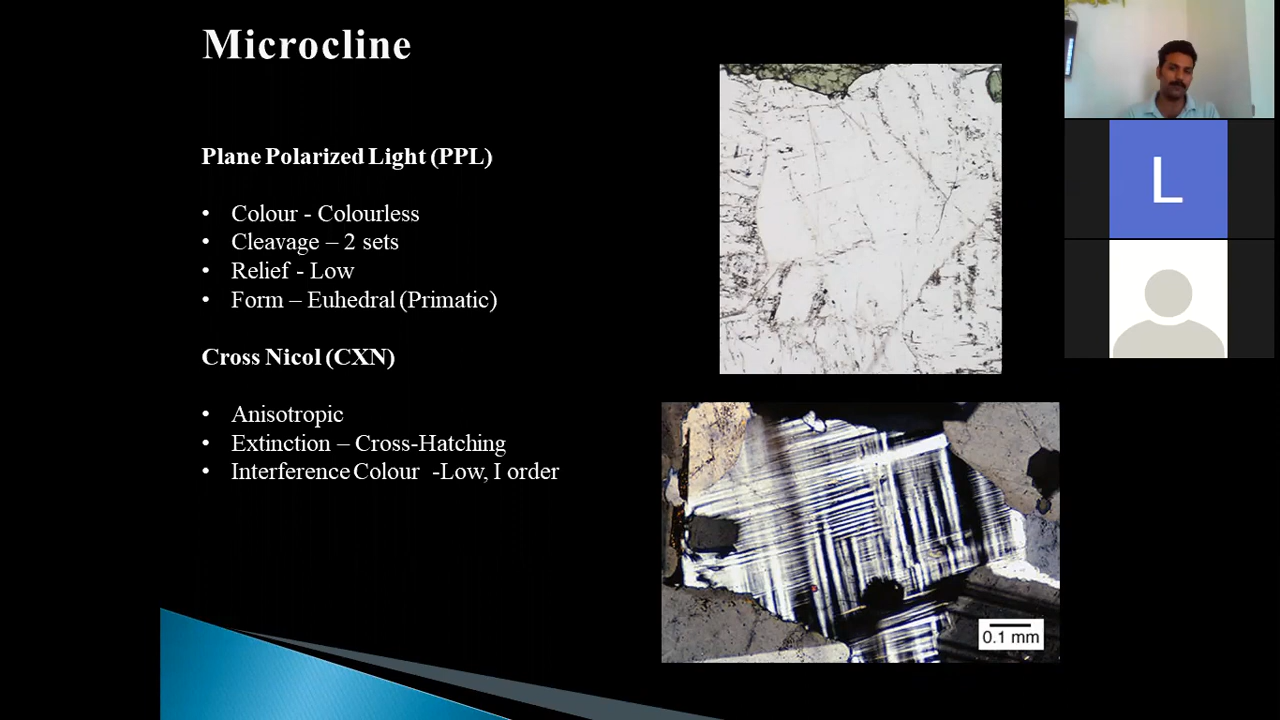 Microcline
Plane Polarized Light (PPL)
• Colour - Colourless
• Cleavage – 2 sets
• Relief - Low
• Form – Euhedral (Primatic)
Cross Nicol (CXN)
• Anisotropic
• Extinction – Cross-Hatching
• Interference Colour -Low, I order
0.1 mm
L